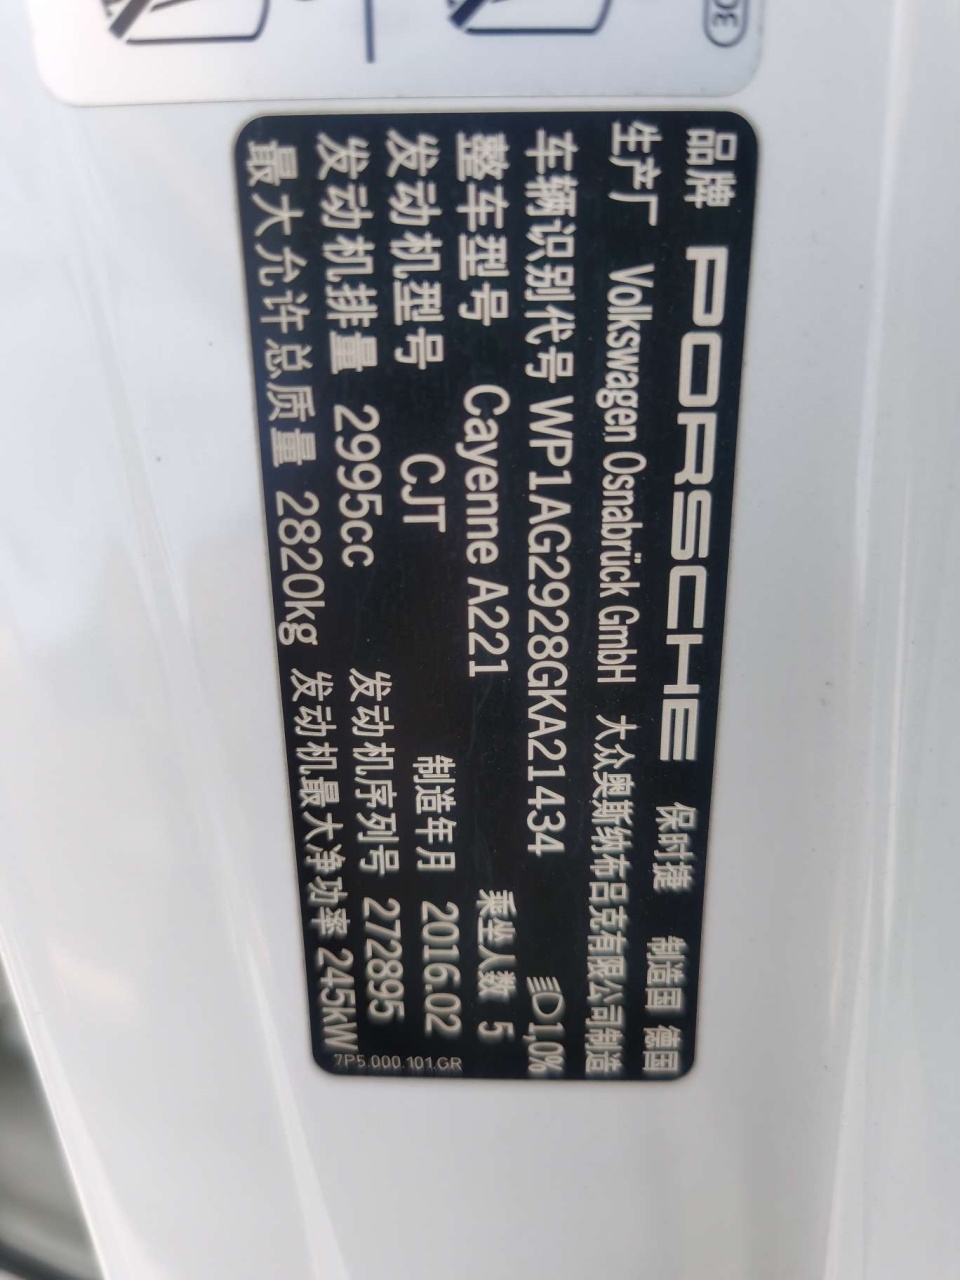 DE
品牌 PORSCHE 保时捷 制造国 德国
生产厂 Volkswagen Osnabrück GmbH 大众奥斯纳布吕克有限公司制造
车辆识别代号 WP1AG2928GKA21434 1,0%
整车型号 Cayenne A221 乘坐人数 5
发动机型号 CJT 制造年月 2016.02
发动机排量 2995cc 发动机序列号 272895
最大允许总质量 2820kg 发动机最大净功率 245kW
7P5.000.101.GR